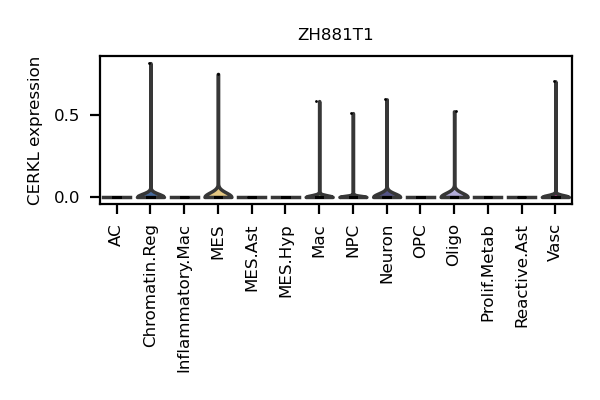 ZH881T1
CERKL expression
0.5
0.0
AC
Chromatin.Reg
Inflammatory.Mac
MES
MES.Ast
MES.Hyp
Mac
NPC
Neuron
OPC
Oligo
Prolif.Metab
Reactive.Ast
Vasc